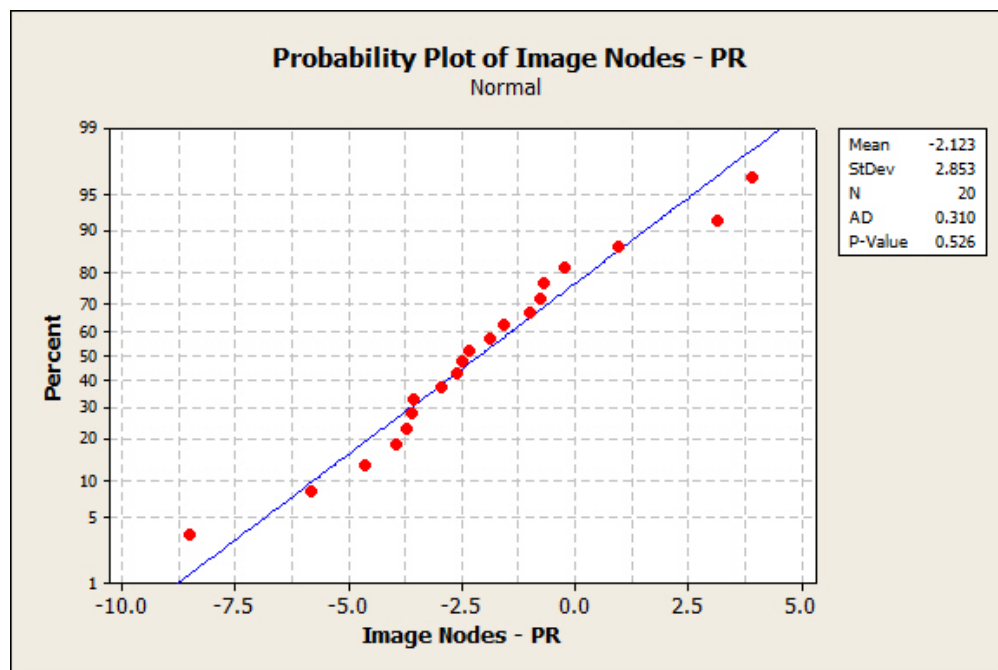 Probability Plot of Image Nodes - PR
Normal
99
95
90
80
70
60
50
40
30
20
10
5
1
Percent
-10.0 -7.5 -5.0 -2.5 0.0 2.5 5.0
Image Nodes - PR
Mean -2.123
StDev 2.853
N 20
AD 0.310
P-Value 0.526